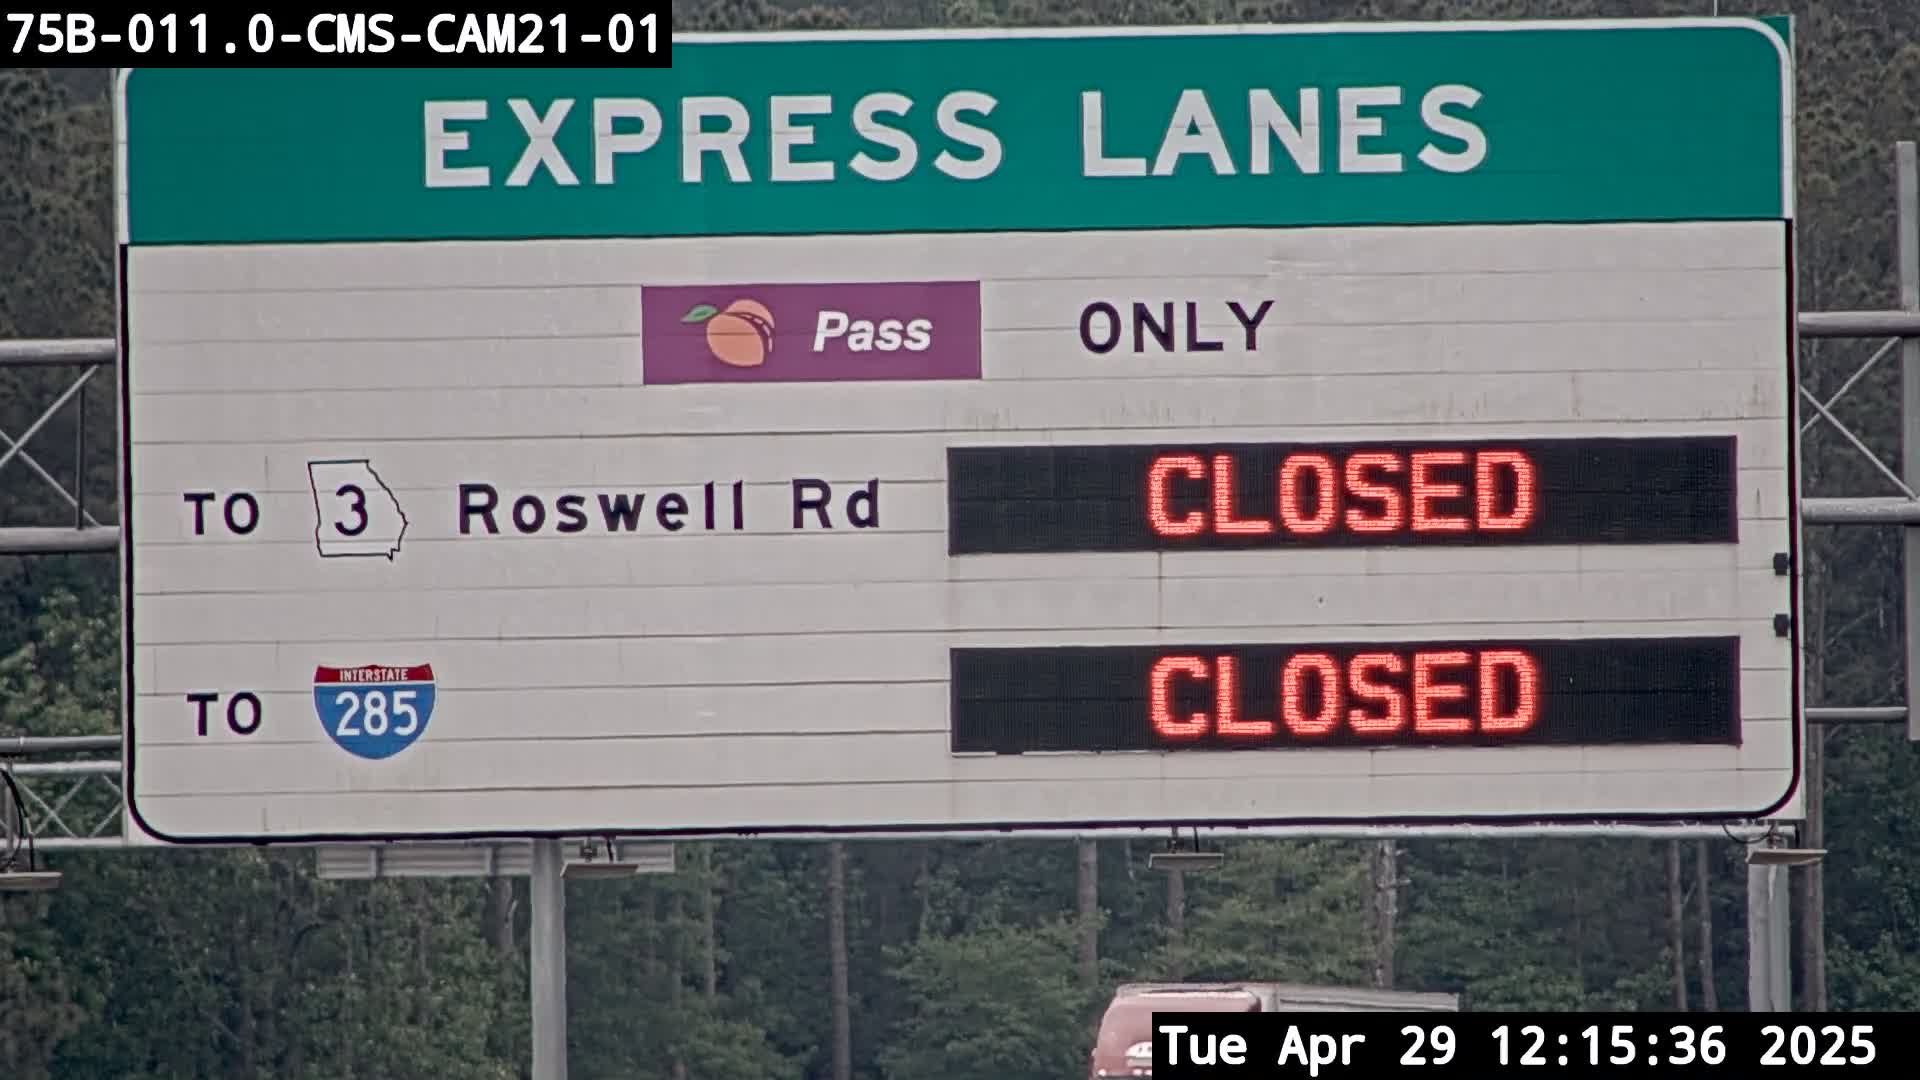 75B-011.0-CMS-CAM21-01
EXPRESS LANES
Pass ONLY
TO 3 Roswell Rd CLOSED
TO INTERSTATE 285 CLOSED
Tue Apr 29 12:15:36 2025